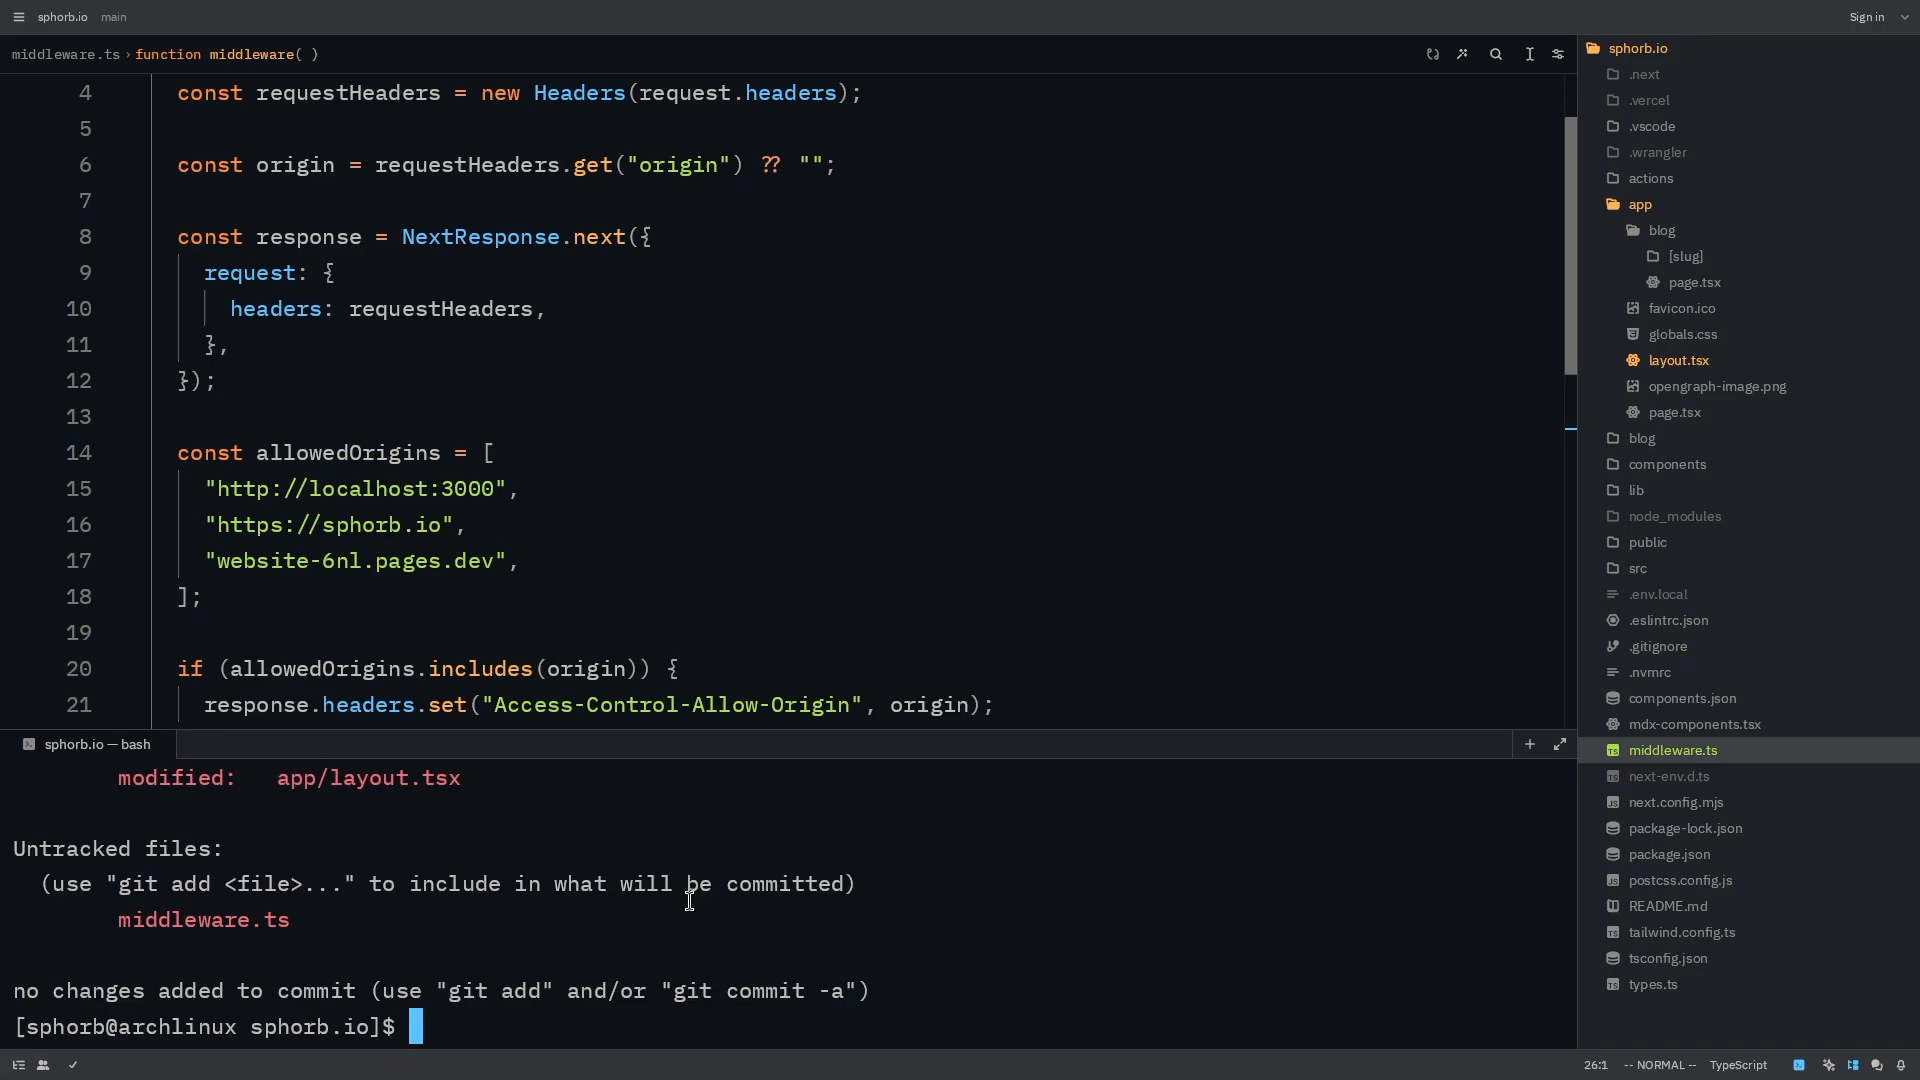 sphorb.io main
Sign in
middleware.ts › function middleware( )
4 const requestHeaders = new Headers(request.headers);
5
6 const origin = requestHeaders.get("origin") ?? "";
7
8 const response = NextResponse.next({
9 request: {
10 headers: requestHeaders,
11 },
12 });
13
14 const allowedOrigins = [
15 "http://localhost:3000",
16 "https://sphorb.io",
17 "website-6nl.pages.dev",
18 ];
19
20 if (allowedOrigins.includes(origin)) {
21 response.headers.set("Access-Control-Allow-Origin", origin);
sphorb.io — bash
modified: app/layout.tsx
Untracked files:
(use "git add <file>..." to include in what will be committed)
middleware.ts
no changes added to commit (use "git add" and/or "git commit -a")
[sphorb@archlinux sphorb.io]$
sphorb.io
.next
.vercel
.vscode
.wrangler
actions
app
blog
[slug]
page.tsx
favicon.ico
globals.css
layout.tsx
opengraph-image.png
page.tsx
blog
components
lib
node_modules
public
src
.env.local
.eslintrc.json
.gitignore
.nvmrc
components.json
mdx-components.tsx
middleware.ts
next-env.d.ts
next.config.mjs
package-lock.json
package.json
postcss.config.js
README.md
tailwind.config.ts
tsconfig.json
types.ts
26:1 -- NORMAL -- TypeScript